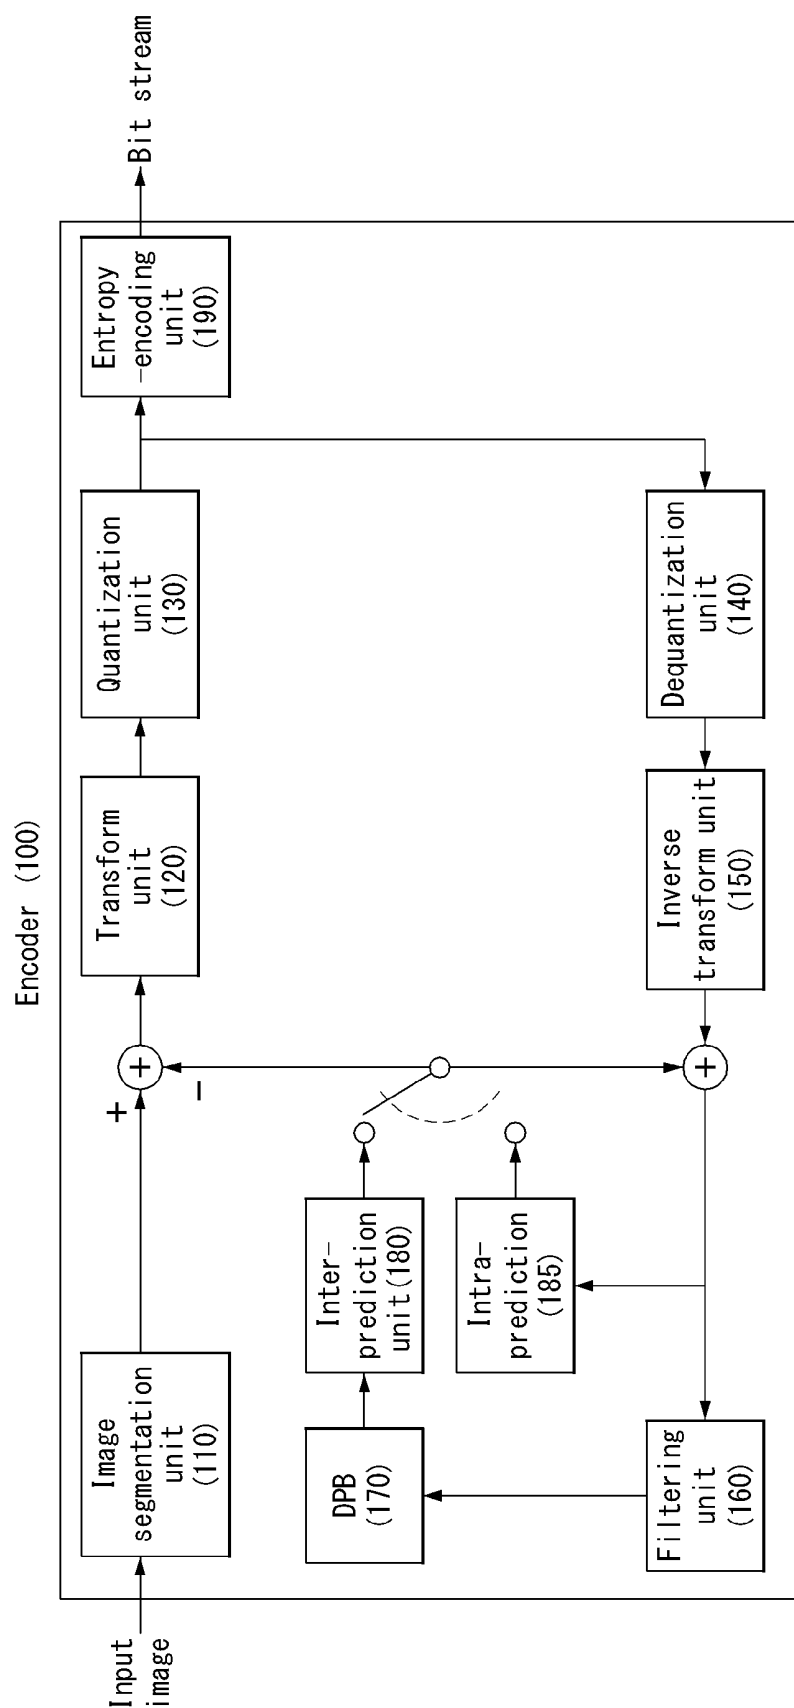 Encoder (100)
Input
image
Image
segmentation
unit
(110)
+
−
+
Transform
unit
(120)
Quantization
unit
(130)
Entropy
-encoding
unit
(190)
Bit stream
DPB
(170)
Inter-
prediction
unit(180)
Intra-
prediction
(185)
Filtering
unit
(160)
+
Inverse
transform unit
(150)
Dequantization
unit
(140)